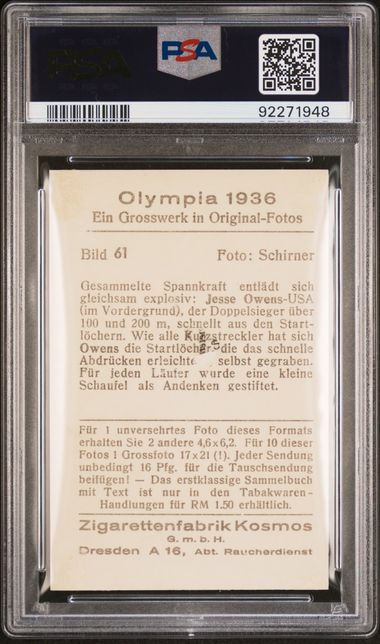 PSA
PSA
92271948
Olympia 1936
Ein Grosswerk in Original-Fotos
Bild 61 Foto: Schirner
Gesammelte Spannkraft entlädt sich
gleichsam explosiv: Jesse Owens-USA
(im Vordergrund), der Doppelsieger über
100 und 200 m, schnellt aus den Start-
löchern. Wie alle Kurzstreckler hat sich
Owens die Startlöcher, die das schnelle
Abdrücken erleichte selbst gegraben.
Für jeden Läufer wurde eine kleine
Schaufel als Andenken gestiftet.
Für 1 unversehrtes Foto dieses Formats
erhalten Sie 2 andere 4,6x6,2. Für 10 dieser
Fotos 1 Grossfoto 17x21 (!). Jeder Sendung
unbedingt 16 Pfg. für die Tauschsendung
beifügen! — Das erstklassige Sammelbuch
mit Text ist nur in den Tabakwaren-
Handlungen für RM 1.50 erhältlich.
Zigarettenfabrik Kosmos
G. m. b. H.
Dresden A 16, Abt. Raucherdienst